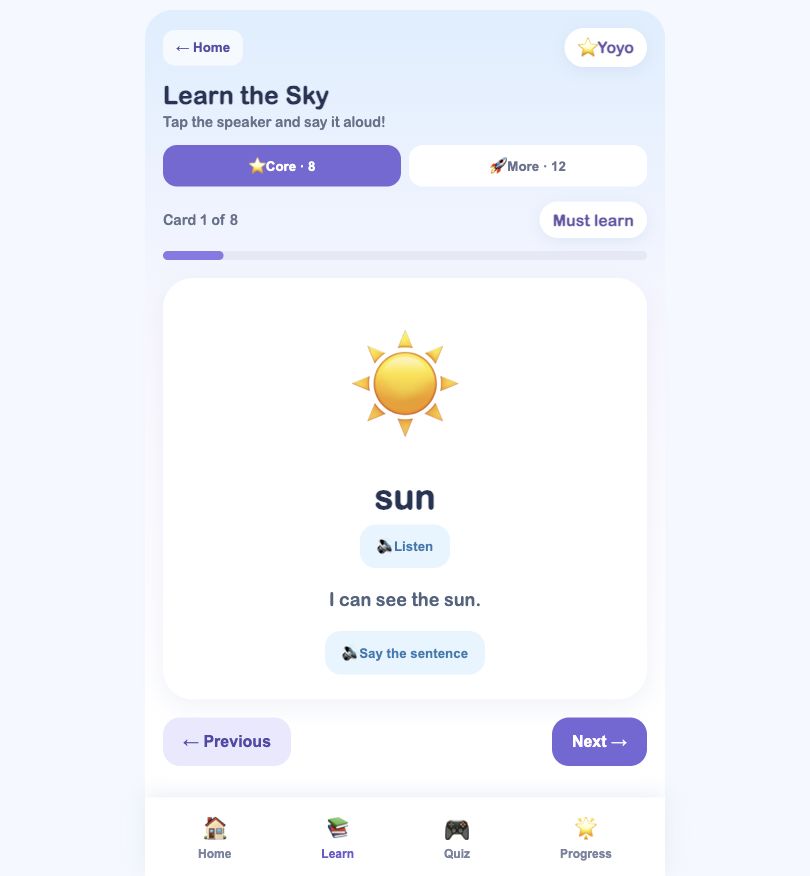 ← Home
Yoyo
Learn the Sky
Tap the speaker and say it aloud!
Core · 8
More · 12
Card 1 of 8
Must learn
sun
Listen
I can see the sun.
Say the sentence
← Previous
Next →
Home
Learn
Quiz
Progress